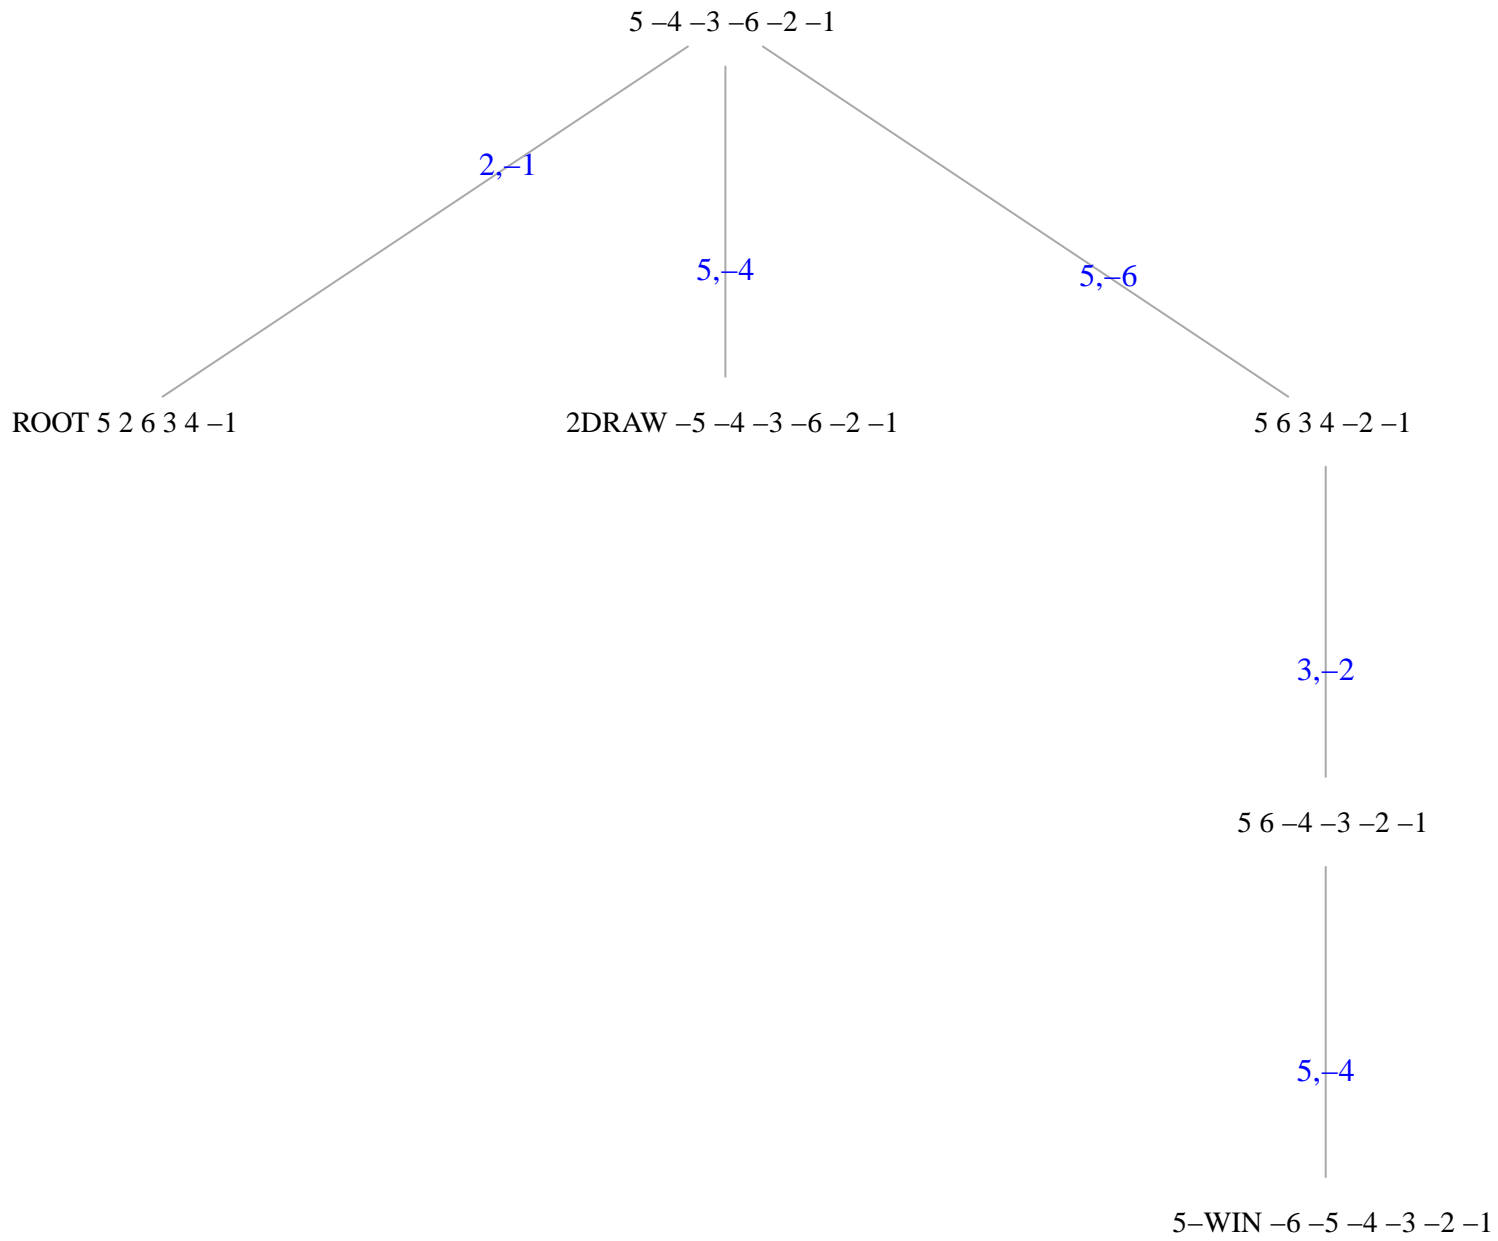 5 –4 –3 –6 –2 –1
2,–1
5,–4
5,–6
ROOT 5 2 6 3 4 –1
2DRAW –5 –4 –3 –6 –2 –1
5 6 3 4 –2 –1
3,–2
5 6 –4 –3 –2 –1
5,–4
5–WIN –6 –5 –4 –3 –2 –1